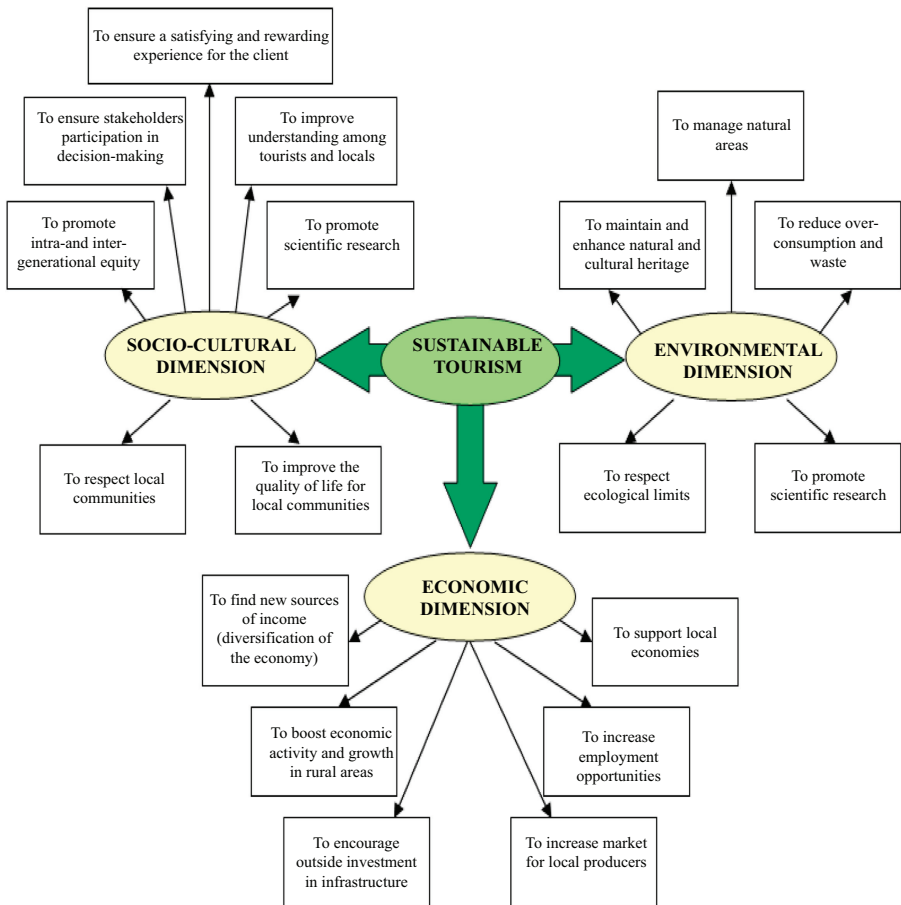 To ensure a satisfying and rewarding
experience for the client
To ensure stakeholders
participation in
decision-making
To improve
understanding among
tourists and locals
To manage natural
areas
To promote
intra-and inter-
generational equity
To promote
scientific research
To maintain and
enhance natural and
cultural heritage
To reduce over-
consumption and
waste
SOCIO-CULTURAL
DIMENSION
SUSTAINABLE
TOURISM
ENVIRONMENTAL
DIMENSION
To respect local
communities
To improve the
quality of life for
local communities
To respect
ecological limits
To promote
scientific research
ECONOMIC
DIMENSION
To find new sources
of income
(diversification of
the economy)
To support local
economies
To boost economic
activity and growth
in rural areas
To increase
employment
opportunities
To encourage
outside investment
in infrastructure
To increase market
for local producers